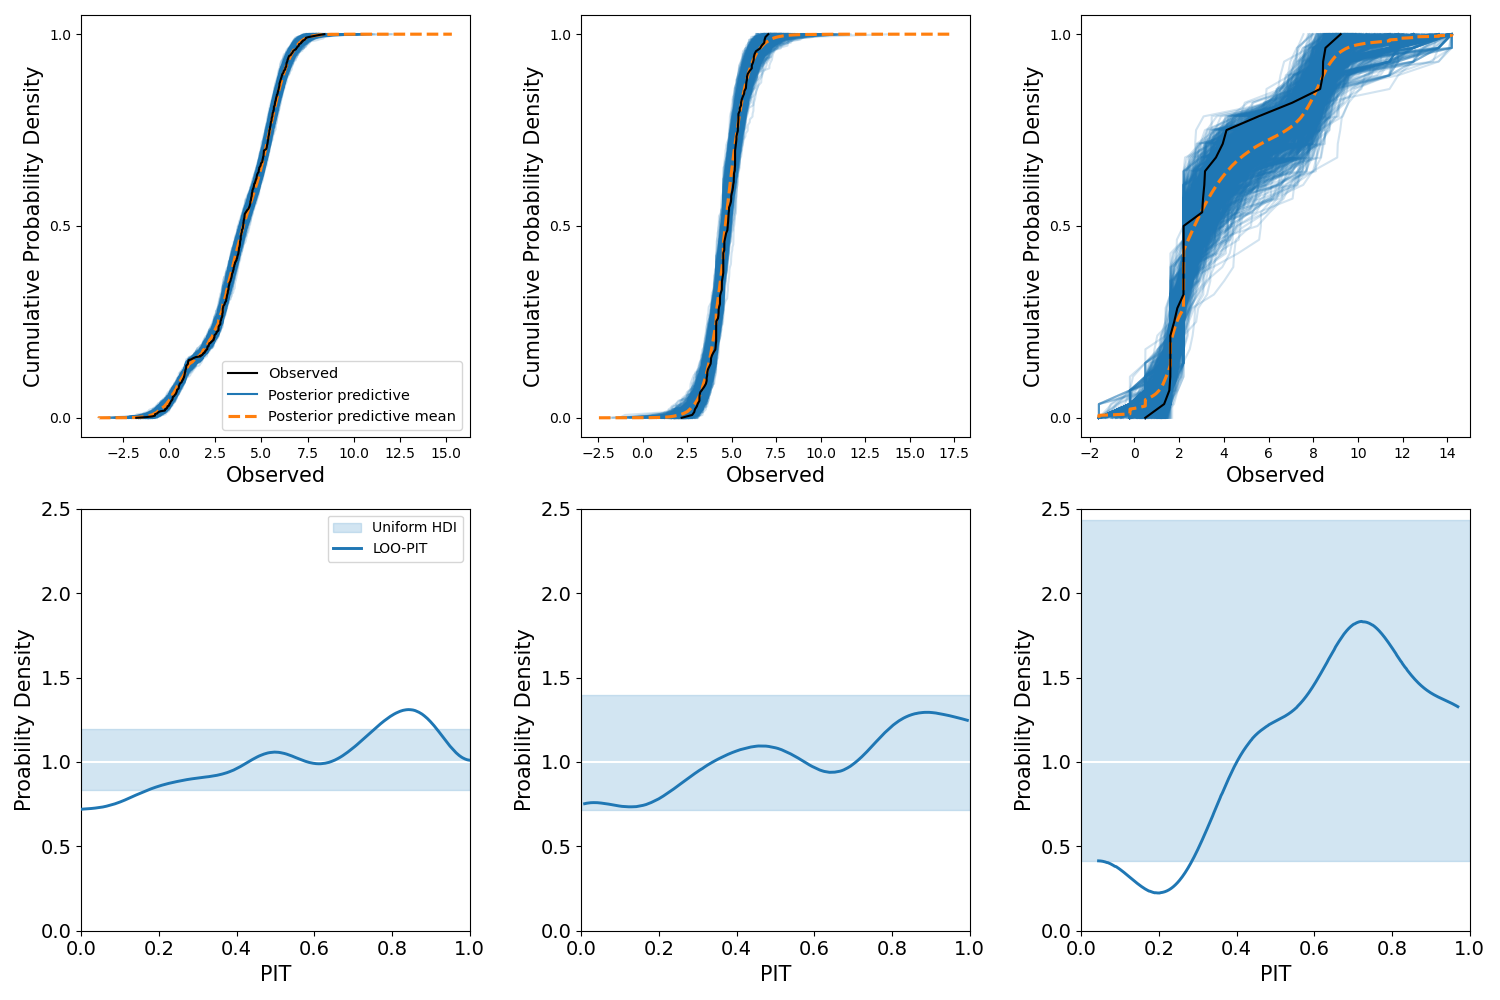 Cumulative Probability Density
1.0
0.5
0.0
Observed
Posterior predictive
Posterior predictive mean
−2.5 0.0 2.5 5.0 7.5 10.0 12.5 15.0
Observed
Cumulative Probability Density
1.0
0.5
0.0
−2.5 0.0 2.5 5.0 7.5 10.0 12.5 15.0 17.5
Observed
Cumulative Probability Density
1.0
0.5
0.0
−2 0 2 4 6 8 10 12 14
Observed
Proability Density
2.5
2.0
1.5
1.0
0.5
0.0
Uniform HDI
LOO-PIT
0.0 0.2 0.4 0.6 0.8 1.0
PIT
Proability Density
2.5
2.0
1.5
1.0
0.5
0.0
0.0 0.2 0.4 0.6 0.8 1.0
PIT
Proability Density
2.5
2.0
1.5
1.0
0.5
0.0
0.0 0.2 0.4 0.6 0.8 1.0
PIT